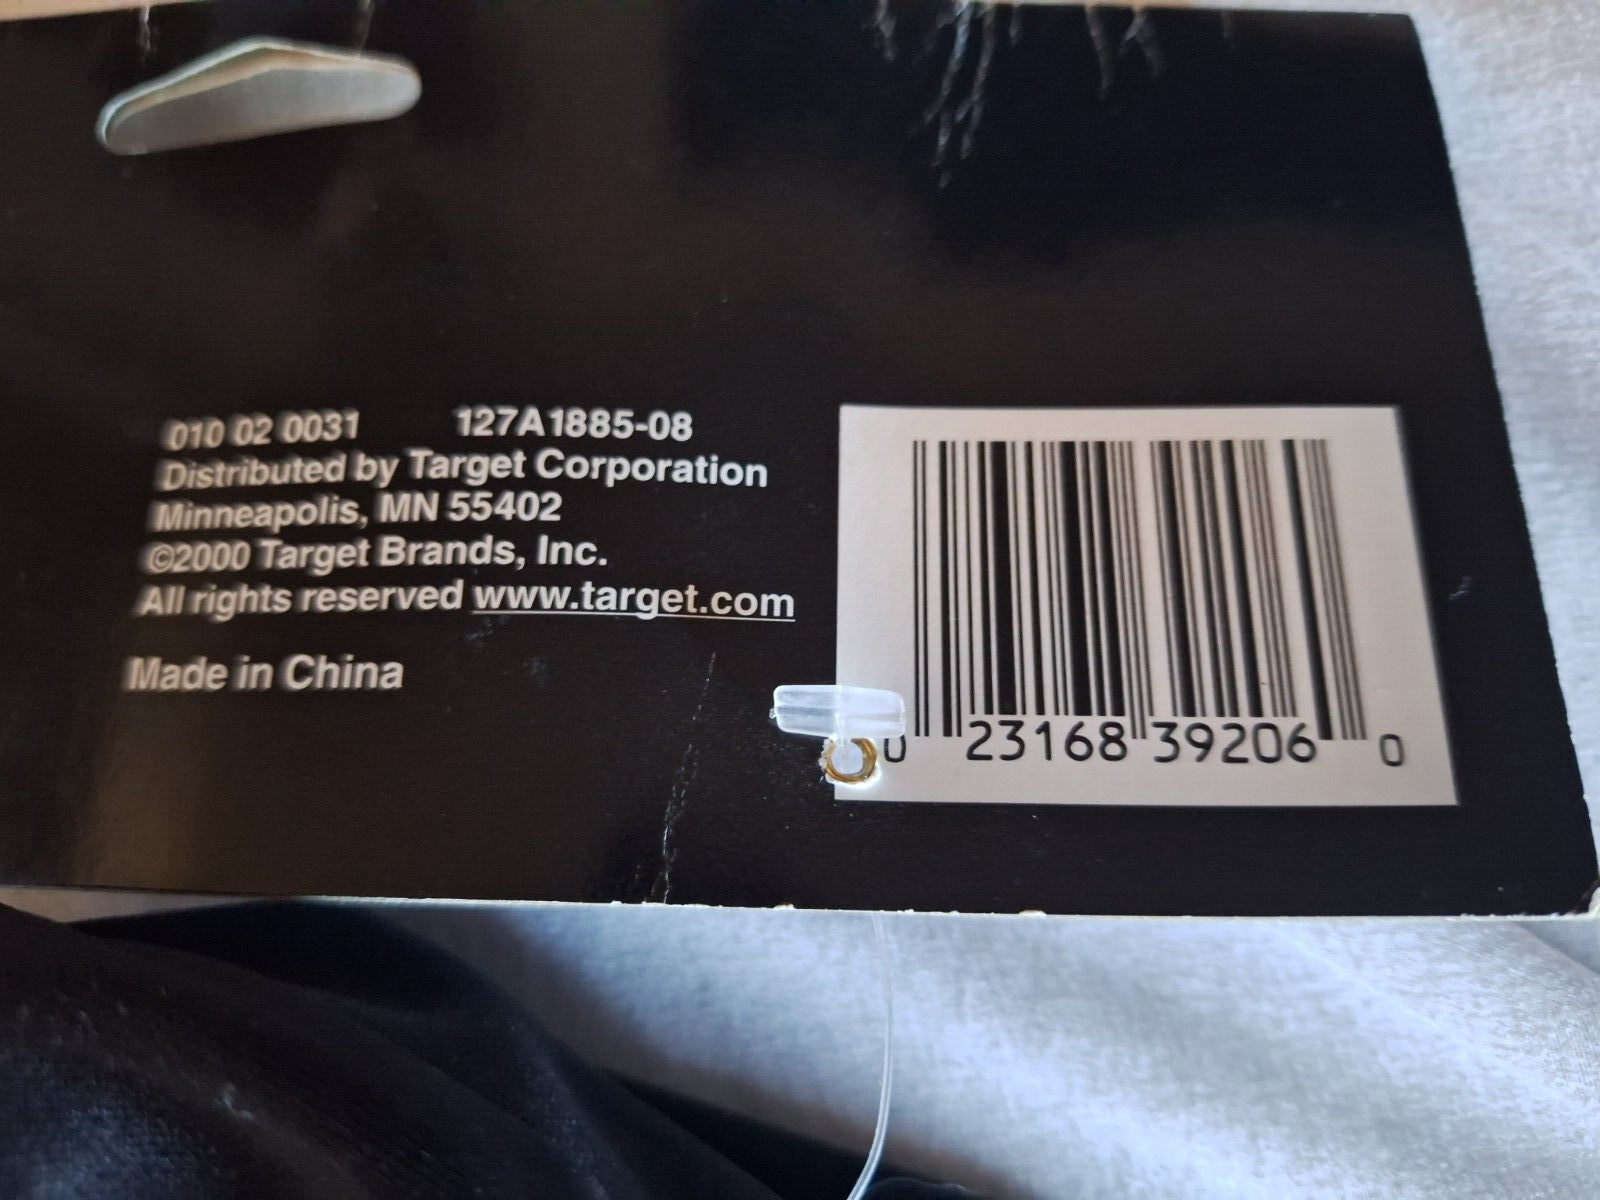 010 02 0031 127A1885-08
Distributed by Target Corporation
Minneapolis, MN 55402
©2000 Target Brands, Inc.
All rights reserved www.target.com
Made in China
0 23168 39206 0